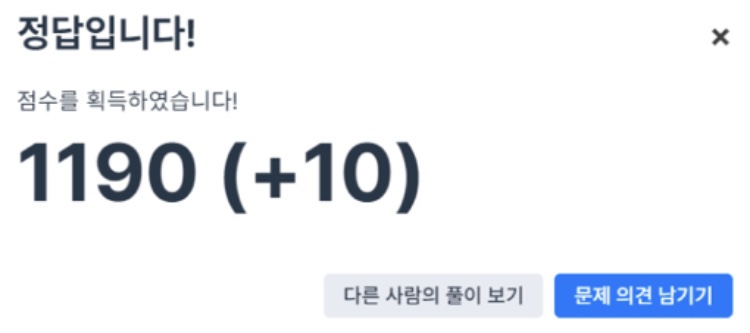 정답입니다!
점수를 획득하였습니다!
1190 (+10)
다른 사람의 풀이 보기
문제 의견 남기기